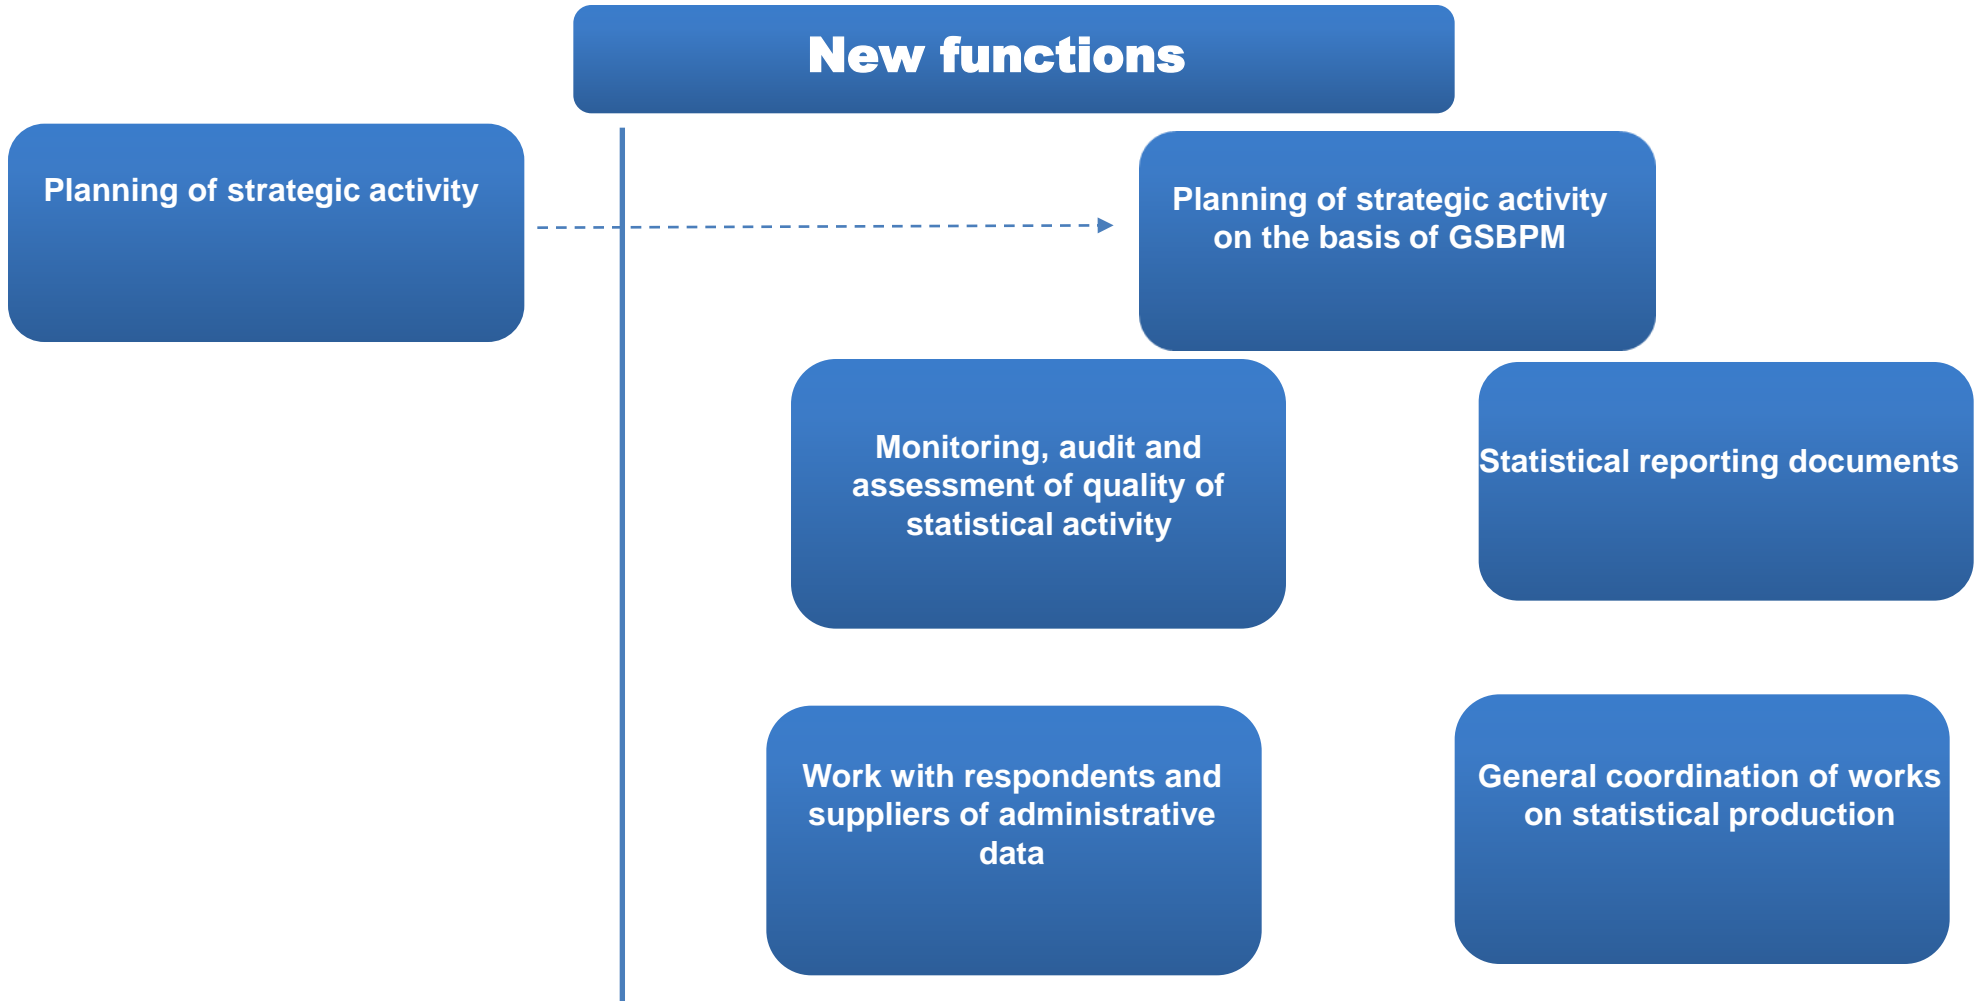 New functions
Planning of strategic activity
Planning of strategic activity
on the basis of GSBPM
Monitoring, audit and
assessment of quality of
statistical activity
Statistical reporting documents
Work with respondents and
suppliers of administrative
data
General coordination of works
on statistical production